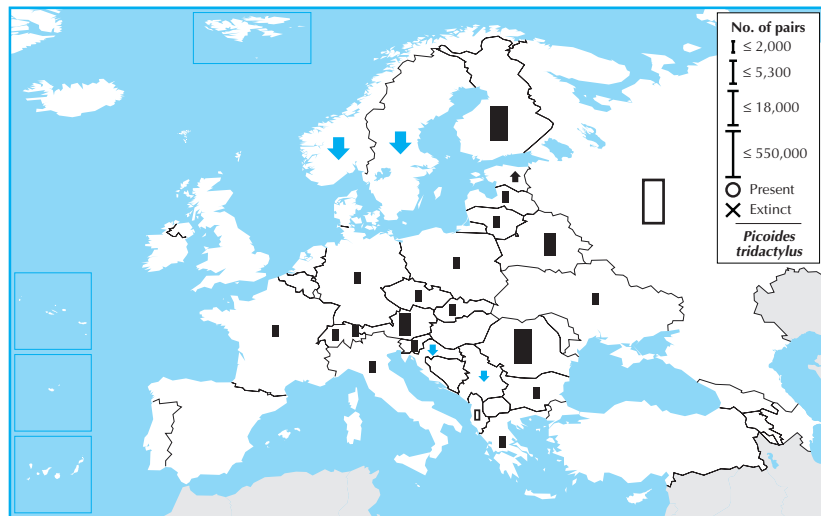 No. of pairs
≤ 2,000
≤ 5,300
≤ 18,000
≤ 550,000
Present
Extinct
Picoides
tridactylus